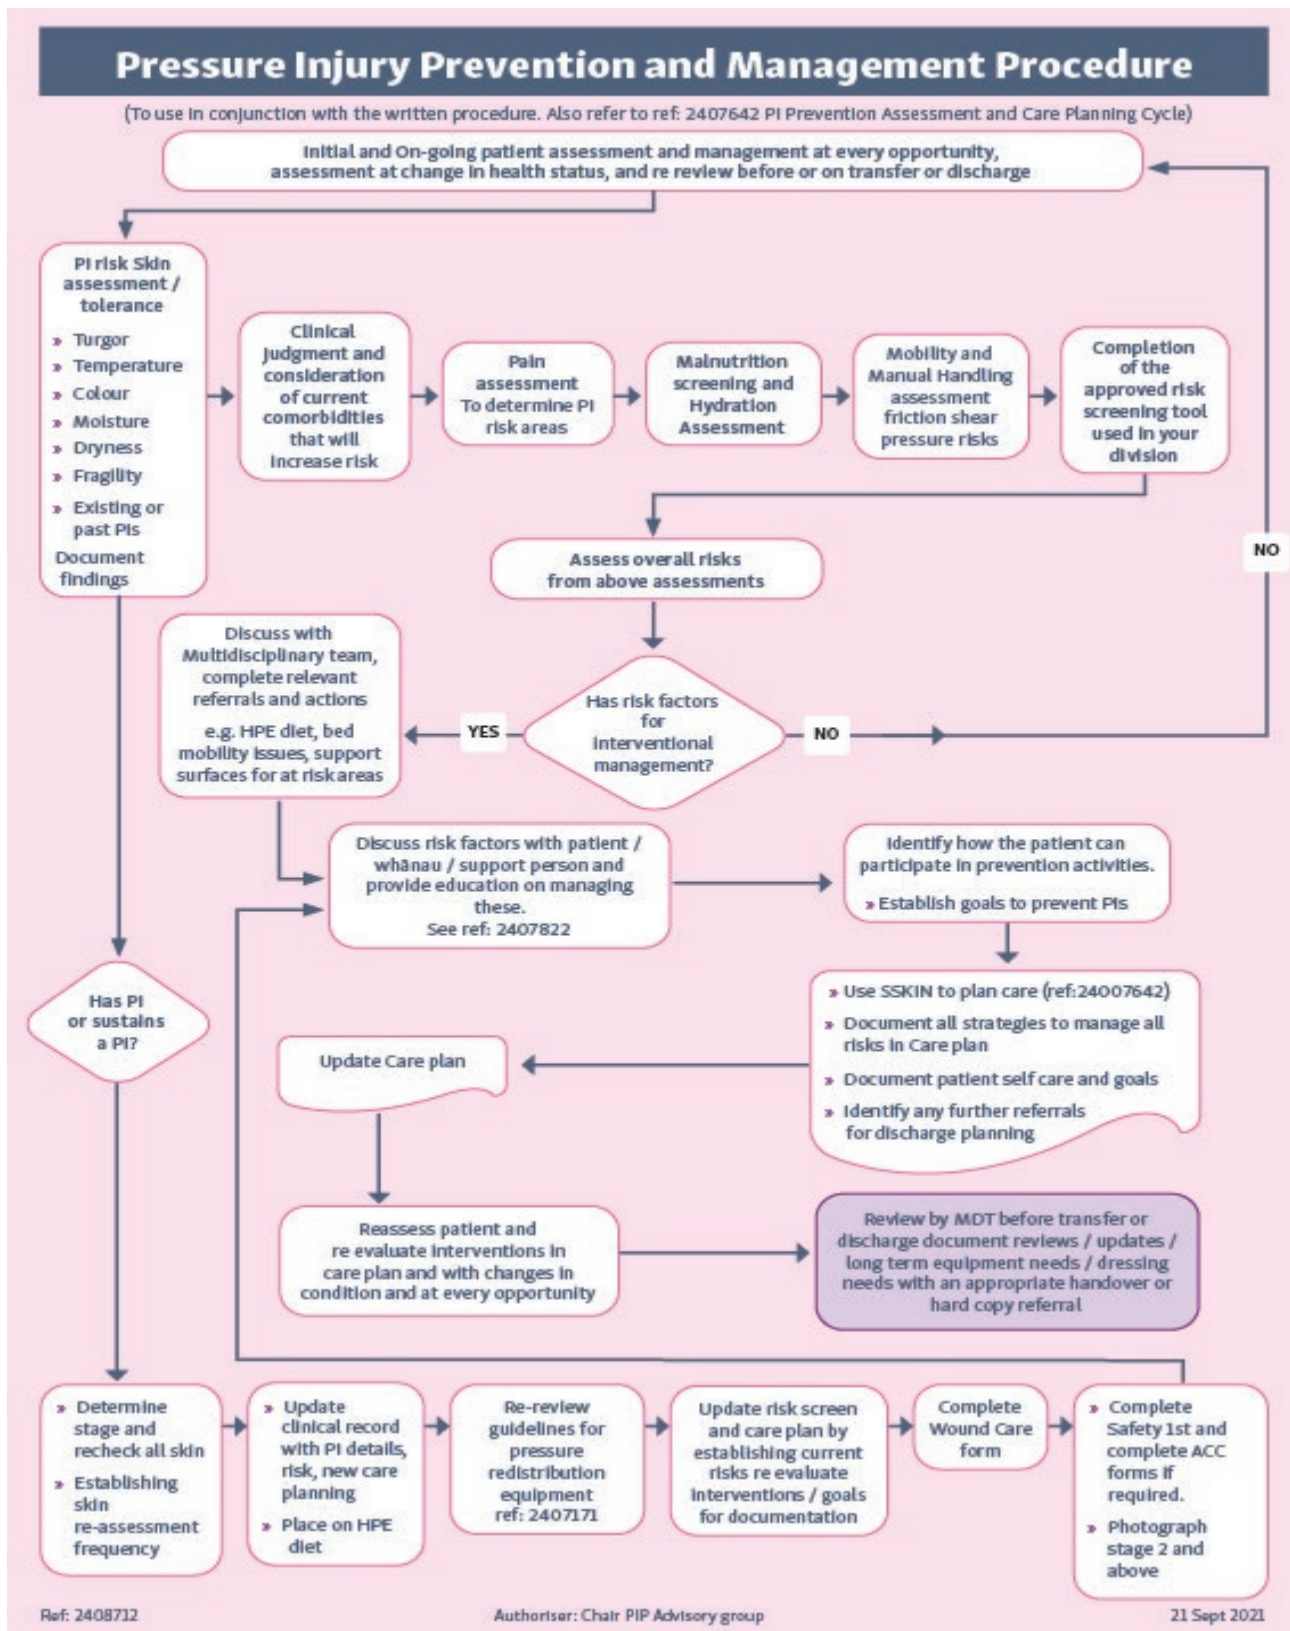 Pressure Injury Prevention and Management Procedure
(To use in conjunction with the written procedure. Also refer to ref: 2407642 PI Prevention Assessment and Care Planning Cycle)
Initial and On-going patient assessment and management at every opportunity,
assessment at change in health status, and re review before or on transfer or discharge
PI risk Skin
assessment /
tolerance
» Turgor
» Temperature
» Colour
» Moisture
» Dryness
» Fragility
» Existing or
past PIs
Document
findings
Clinical
Judgment and
consideration
of current
comorbidities
that will
increase risk
Pain
assessment
To determine PI
risk areas
Malnutrition
screening and
Hydration
Assessment
Mobility and
Manual Handling
assessment
friction shear
pressure risks
Completion
of the
approved risk
screening tool
used in your
division
NO
Assess overall risks
from above assessments
Discuss with
Multidisciplinary team,
complete relevant
referrals and actions
e.g. HPE diet, bed
mobility issues, support
surfaces for at risk areas
YES
Has risk factors
for
interventional
management?
NO
Discuss risk factors with patient /
whānau / support person and
provide education on managing
these.
See ref: 2407822
Identify how the patient can
participate in prevention activities.
» Establish goals to prevent PIs
Has PI
or sustains
a PI?
» Use SSKIN to plan care (ref:24007642)
» Document all strategies to manage all
risks in Care plan
» Document patient self care and goals
» Identify any further referrals
for discharge planning
Update Care plan
Reassess patient and
re evaluate interventions in
care plan and with changes in
condition and at every opportunity
Review by MDT before transfer or
discharge document reviews / updates /
long term equipment needs / dressing
needs with an appropriate handover or
hard copy referral
» Determine
stage and
recheck all skin
» Establishing
skin
re-assessment
frequency
» Update
clinical record
with PI details,
risk, new care
planning
» Place on HPE
diet
Re-review
guidelines for
pressure
redistribution
equipment
ref: 2407171
Update risk screen
and care plan by
establishing current
risks re evaluate
interventions / goals
for documentation
Complete
Wound Care
form
» Complete
Safety 1st and
complete ACC
forms if
required.
» Photograph
stage 2 and
above
Ref: 2408712
Authoriser: Chair PIP Advisory group
21 Sept 2021